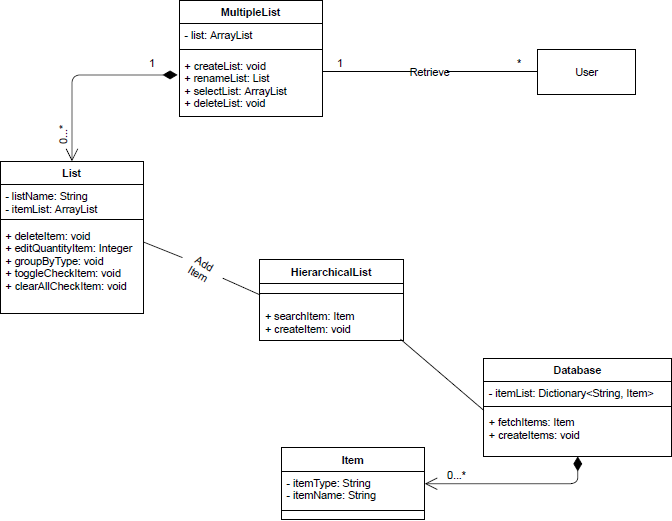 MultipleList
- list: ArrayList
+ createList: void
+ renameList: List
+ selectList: ArrayList
+ deleteList: void
1
1
Retrieve
*
User
0...*
List
- listName: String
- itemList: ArrayList
+ deleteItem: void
+ editQuantityItem: Integer
+ groupByType: void
+ toggleCheckItem: void
+ clearAllCheckItem: void
Add
Item
HierarchicalList
+ searchItem: Item
+ createItem: void
Database
- itemList: Dictionary<String, Item>
+ fetchItems: Item
+ createItems: void
Item
- itemType: String
- itemName: String
0...*